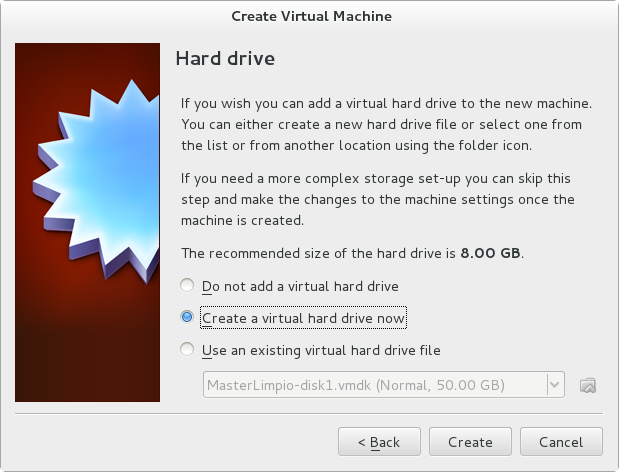 Create Virtual Machine
Hard drive
If you wish you can add a virtual hard drive to the new machine.
You can either create a new hard drive file or select one from
the list or from another location using the folder icon.
If you need a more complex storage set-up you can skip this
step and make the changes to the machine settings once the
machine is created.
The recommended size of the hard drive is 8.00 GB.
Do not add a virtual hard drive
Create a virtual hard drive now
Use an existing virtual hard drive file
MasterLimpio-disk1.vmdk (Normal, 50.00 GB)
< Back
Create
Cancel